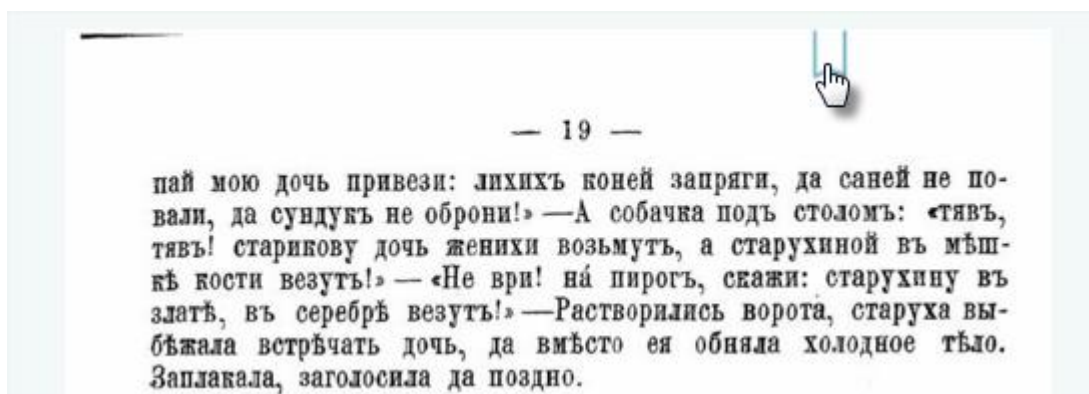 — 19 —
пай мою дочь привези: лихихъ коней запряги, да саней не по-
вали, да сундукъ не оброни!» —А собачка подъ столомъ: «тявъ,
тявъ! старикову дочь женихи возьмутъ, а старухиной въ мѣш-
кѣ кости везутъ!» — «Не ври! на́ пирогъ, скажи: старухину въ
златѣ, въ серебрѣ везутъ!» —Растворились ворота, старуха вы-
бѣжала встрѣчать дочь, да вмѣсто ея обняла холодное тѣло.
Заплакала, заголосила да поздно.